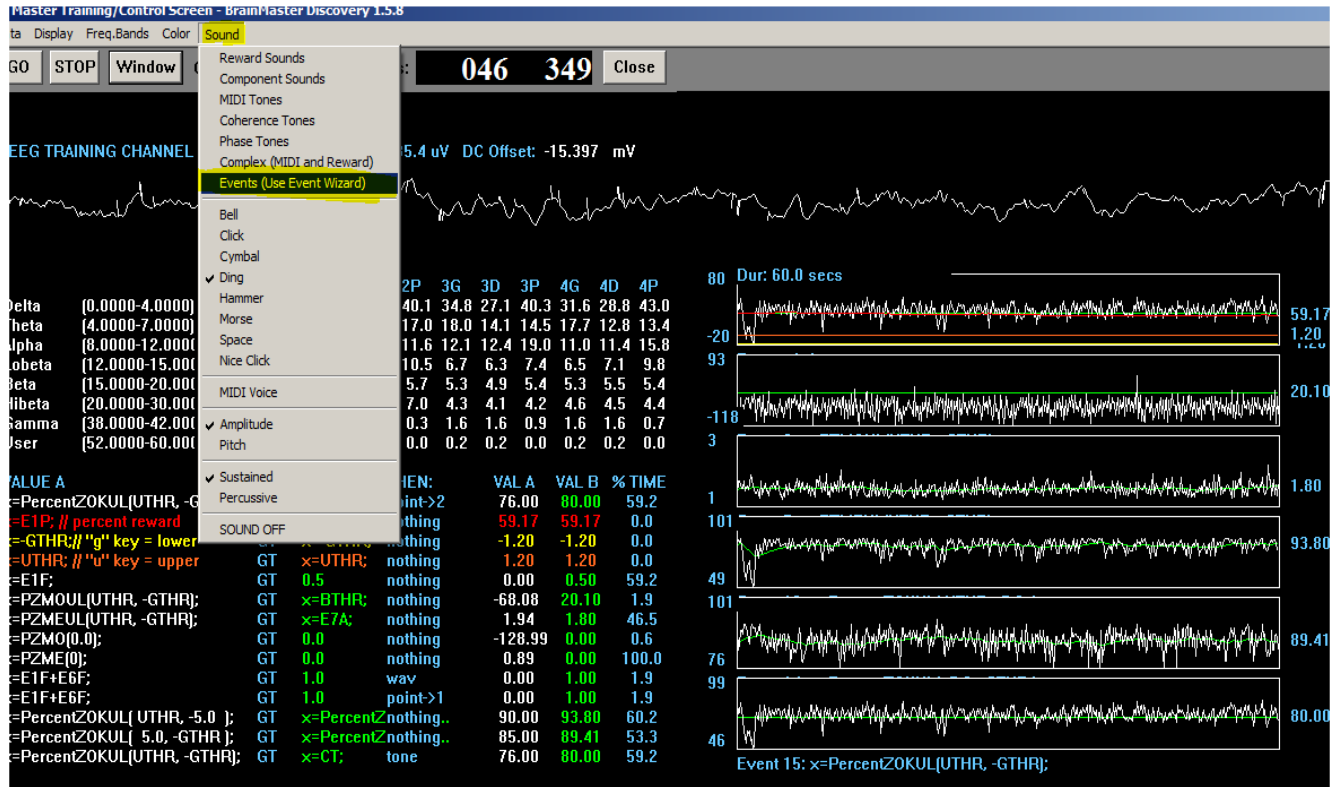 Master Training/Control Screen - BrainMaster Discovery 1.5.8
ta Display Freq.Bands Color Sound
GO STOP Window 046 349 Close
Reward Sounds
Component Sounds
MIDI Tones
Coherence Tones
Phase Tones
Complex (MIDI and Reward)
Events (Use Event Wizard)
Bell
Click
Cymbal
Ding
Hammer
Morse
Space
Nice Click
MIDI Voice
Amplitude
Pitch
Sustained
Percussive
SOUND OFF
EEG TRAINING CHANNEL 5.4 uV DC Offset: -15.397 mV
2P 3G 3D 3P 4G 4D 4P
Delta (0.0000-4.0000) 40.1 34.8 27.1 40.3 31.6 28.8 43.0
Theta (4.0000-7.0000) 17.0 18.0 14.1 14.5 17.7 12.8 13.4
Alpha (8.0000-12.0000 11.6 12.1 12.4 19.0 11.0 11.4 15.8
Lobeta (12.0000-15.000 10.5 6.7 6.3 7.4 6.5 7.1 9.8
Beta (15.0000-20.000 5.7 5.3 4.9 5.4 5.3 5.5 5.4
Hibeta (20.0000-30.000 7.0 4.3 4.1 4.2 4.6 4.5 4.4
Gamma (38.0000-42.000 0.3 1.6 1.6 0.9 1.6 1.6 0.7
User (52.0000-60.000 0.0 0.2 0.2 0.0 0.2 0.2 0.0
VALUE A HEN: VAL A VAL B % TIME
x=PercentZOKUL(UTHR, -G point->2 76.00 80.00 59.2
x=E1P; // percent reward othing 59.17 59.17 0.0
x=-GTHR;// "g" key = lower GT x=-GTHR; nothing -1.20 -1.20 0.0
x=UTHR; // "u" key = upper GT x=UTHR; nothing 1.20 1.20 0.0
x=E1F; GT 0.5 nothing 0.00 0.50 59.2
x=PZMOUL(UTHR, -GTHR); GT x=BTHR; nothing -68.08 20.10 1.9
x=PZMEUL(UTHR, -GTHR); GT x=E7A; nothing 1.94 1.80 46.5
x=PZMO(0.0); GT 0.0 nothing -128.99 0.00 0.6
x=PZME(0); GT 0.0 nothing 0.89 0.00 100.0
x=E1F+E6F; GT 1.0 wav 0.00 1.00 1.9
x=E1F+E6F; GT 1.0 point->1 0.00 1.00 1.9
x=PercentZOKUL( UTHR, -5.0 ); GT x=PercentZ nothing.. 90.00 93.80 60.2
x=PercentZOKUL( 5.0, -GTHR ); GT x=PercentZ nothing.. 85.00 89.41 53.3
x=PercentZOKUL(UTHR, -GTHR); GT x=CT; tone 76.00 80.00 59.2
80 Dur: 60.0 secs
59.17
1.20
-20
93
20.10
-118
3
1.80
1
101
93.80
49
101
89.41
76
99
80.00
46
Event 15: x=PercentZOKUL(UTHR, -GTHR);